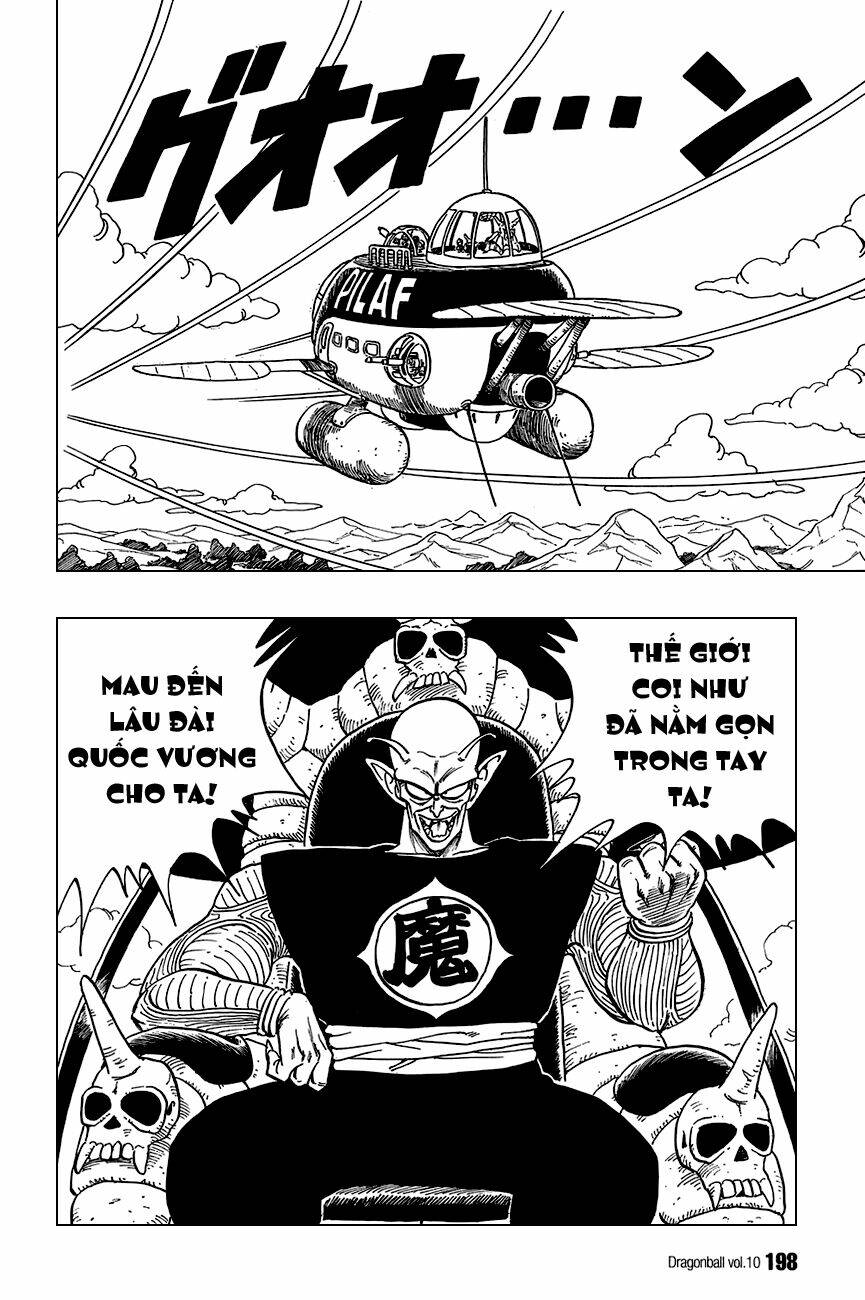 グオオ…ン
PILAF
THẾ GIỚI
COI NHƯ
ĐÃ NẰM GỌN
TRONG TAY
TA!
MAU ĐẾN
LÂU ĐÀI
QUỐC VƯƠNG
CHO TA!
魔
Dragonball vol.10 198